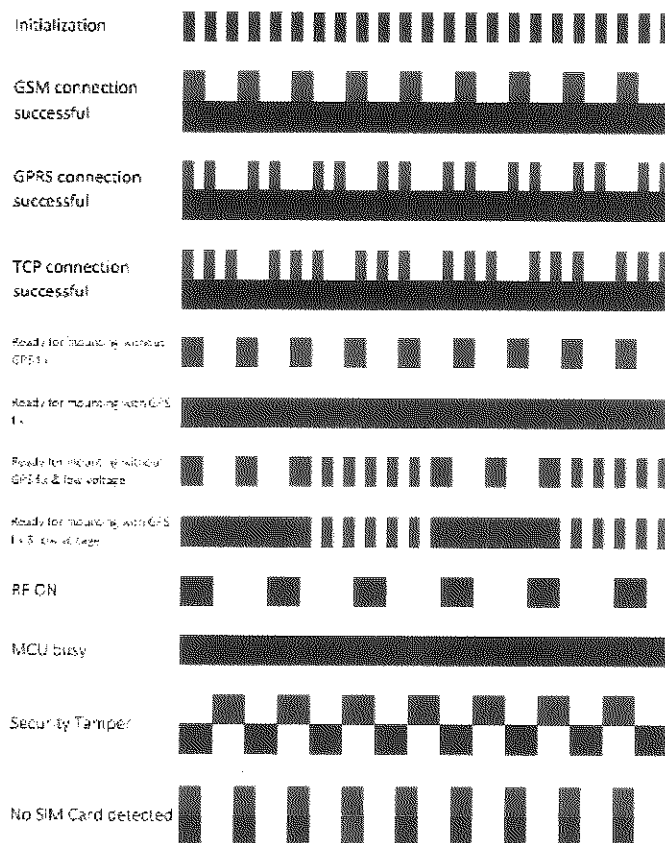 Initialization
GSM connection
successful
GPRS connection
successful
TCP connection
successful
Ready for mounting without
GPS fix
Ready for mounting with GPS
fix
Ready for mounting without
GPS fix & low voltage
Ready for mounting with GPS
fix & low voltage
RF ON
MCU busy
Security Tamper
No SIM Card detected